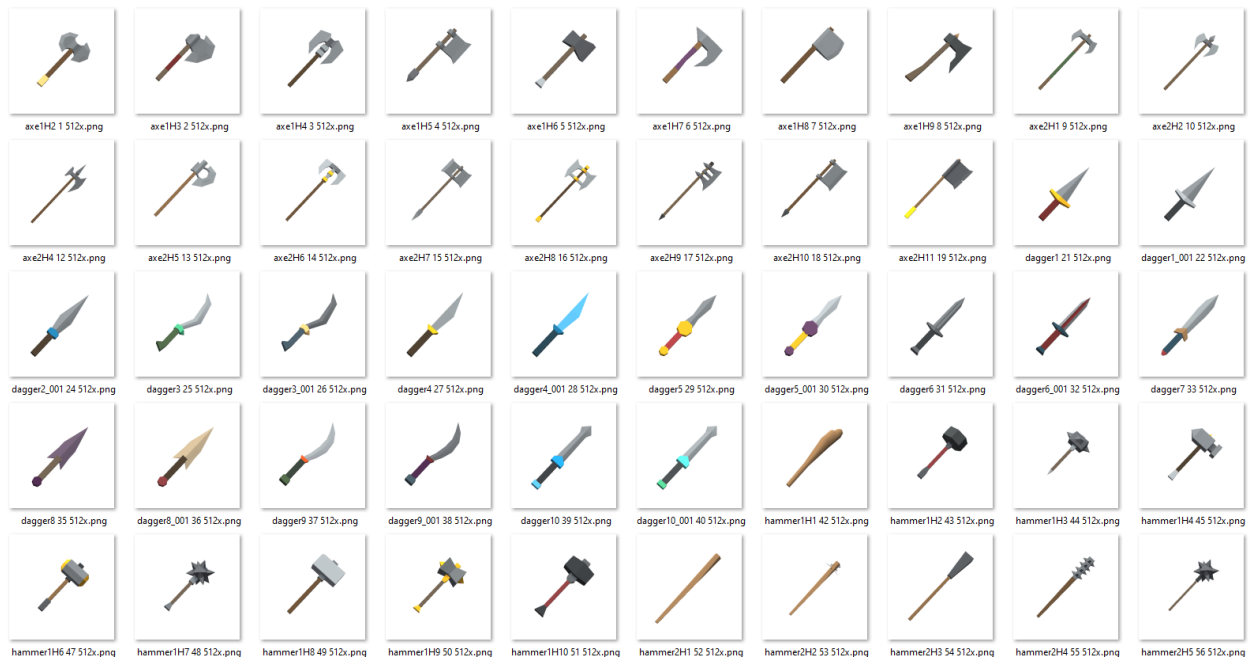 axe1H2 1 512x.png axe1H3 2 512x.png axe1H4 3 512x.png axe1H5 4 512x.png axe1H6 5 512x.png axe1H7 6 512x.png axe1H8 7 512x.png axe1H9 8 512x.png axe2H1 9 512x.png axe2H2 10 512x.png
axe2H4 12 512x.png axe2H5 13 512x.png axe2H6 14 512x.png axe2H7 15 512x.png axe2H8 16 512x.png axe2H9 17 512x.png axe2H10 18 512x.png axe2H11 19 512x.png dager1 21 512x.png dager1_001 22 512x.png
dagger2_001 24 512x.png dagger3 25 512x.png dagger3_001 26 512x.png dagger4 27 512x.png dagger4_001 28 512x.png dagger5 29 512x.png dagger5_001 30 512x.png dagger6 31 512x.png dagger6_001 32 512x.png dagger7 33 512x.png
dagger8 35 512x.png dagger8_001 36 512x.png dagger9 37 512x.png dagger9_001 38 512x.png dagger10 39 512x.png dagger10_001 40 512x.png hammer1H1 42 512x.png hammer1H2 43 512x.png hammer1H3 44 512x.png hammer1H4 45 512x.png
hammer1H6 47 512x.png hammer1H7 48 512x.png hammer1H8 49 512x.png hammer1H9 50 512x.png hammer1H10 51 512x.png hammer2H1 52 512x.png hammer2H2 53 512x.png hammer2H3 54 512x.png hammer2H4 55 512x.png hammer2H5 56 512x.png